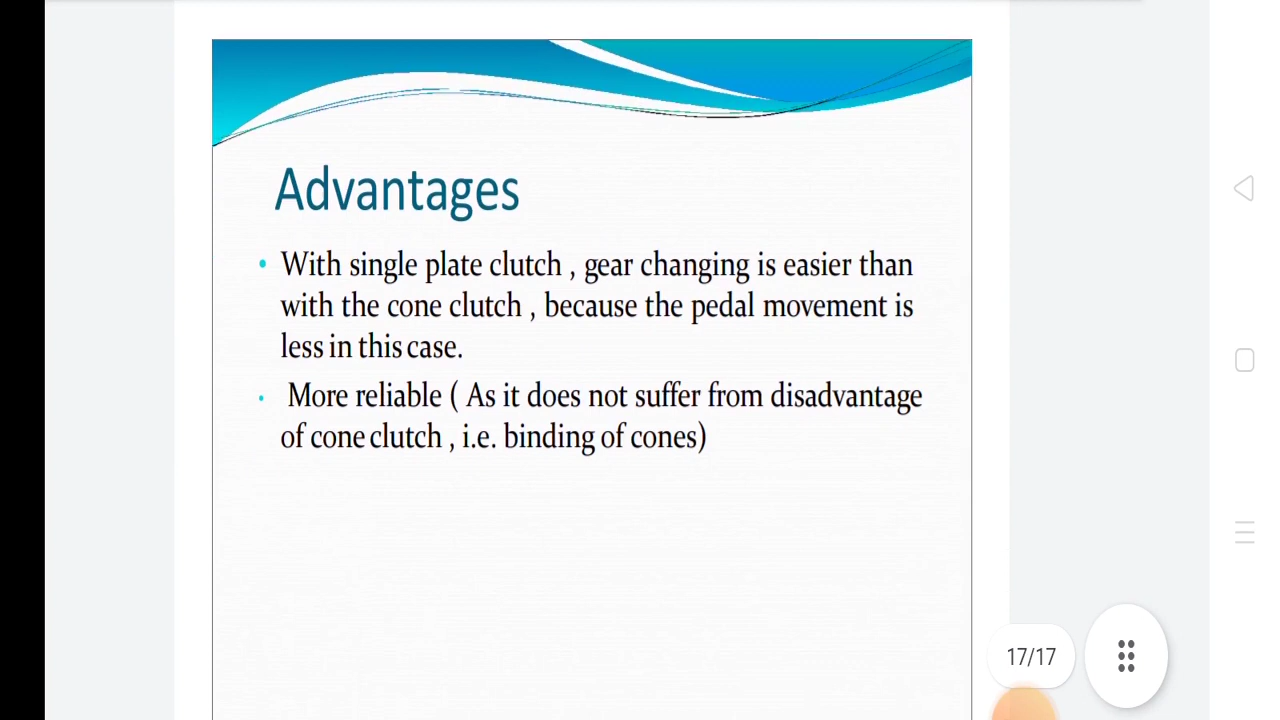 Advantages
• With single plate clutch , gear changing is easier than
with the cone clutch , because the pedal movement is
less in this case.
• More reliable ( As it does not suffer from disadvantage
of cone clutch , i.e. binding of cones)
17/17